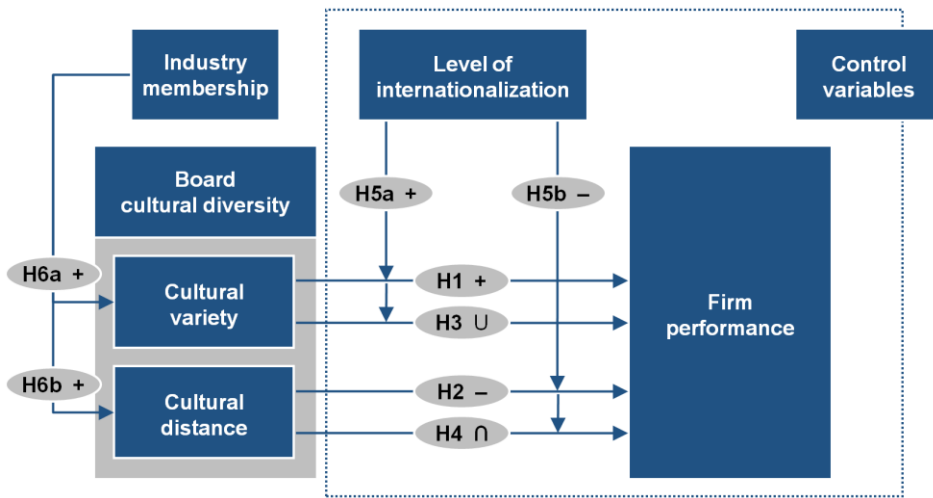 Industry
membership
Level of
internationalization
Control
variables
Board
cultural diversity
H5a +
H5b –
H6a +
Cultural
variety
H1 +
H3 ∪
Firm
performance
H6b +
Cultural
distance
H2 –
H4 ∩